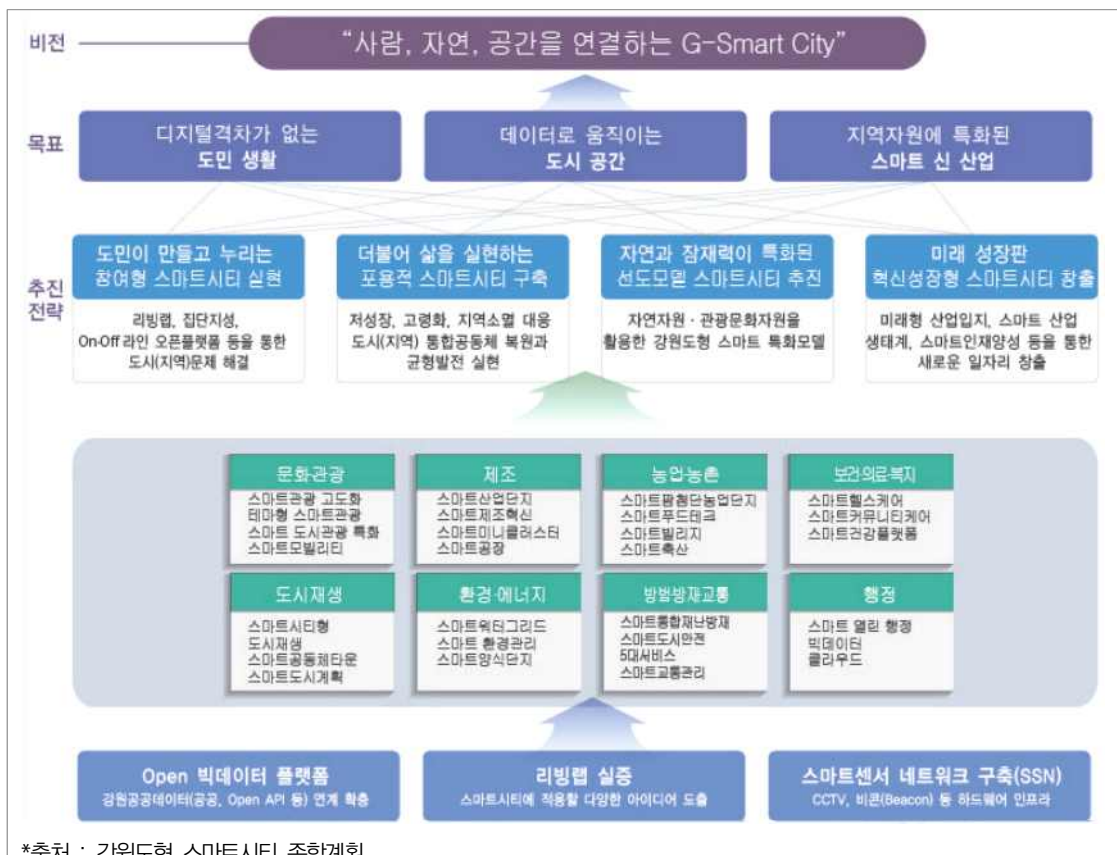 비전
“사람, 자연, 공간을 연결하는 G-Smart City”
목표
디지털격차가 없는
도민 생활
데이터로 움직이는
도시 공간
지역자원에 특화된
스마트 신 산업
추진
전략
도민이 만들고 누리는
참여형 스마트시티 실현
리빙랩, 집단지성,
On-Off 라인 오픈플랫폼 등을 통한
도시(지역)문제 해결
더불어 삶을 실현하는
포용적 스마트시티 구축
저성장, 고령화, 지역소멸 대응
도시(지역) 통합공동체 복원과
균형발전 실현
자연과 잠재력이 특화된
선도모델 스마트시티 추진
자연자원·관광문화자원을
활용한 강원도형 스마트 특화모델
미래 성장판
혁신성장형 스마트시티 창출
미래형 산업입지, 스마트 산업
생태계, 스마트인재양성 등을 통한
새로운 일자리 창출
문화·관광
스마트관광 고도화
테마형 스마트관광
스마트 도시관광 특화
스마트모빌리티
제조
스마트산업단지
스마트제조혁신
스마트미니클러스터
스마트공장
농업·농촌
스마트팜첨단농업단지
스마트푸드테크
스마트빌리지
스마트축산
보건·의료·복지
스마트헬스케어
스마트커뮤니티케어
스마트건강플랫폼
도시재생
스마트시티형
도시재생
스마트공동체타운
스마트도시계획
환경·에너지
스마트워터그리드
스마트 환경관리
스마트양식단지
방범방재교통
스마트통합재난방재
스마트도시안전
5대서비스
스마트교통관리
행정
스마트 열린 행정
빅데이터
클라우드
Open 빅데이터 플랫폼
강원공공데이터(공공, Open API 등) 연계 확충
리빙랩 실증
스마트시티에 적용할 다양한 아이디어 도출
스마트센서 네트워크 구축(SSN)
CCTV, 비콘(Beacon) 등 하드웨어 인프라
*출처 : 강원도형 스마트시티 종합계획